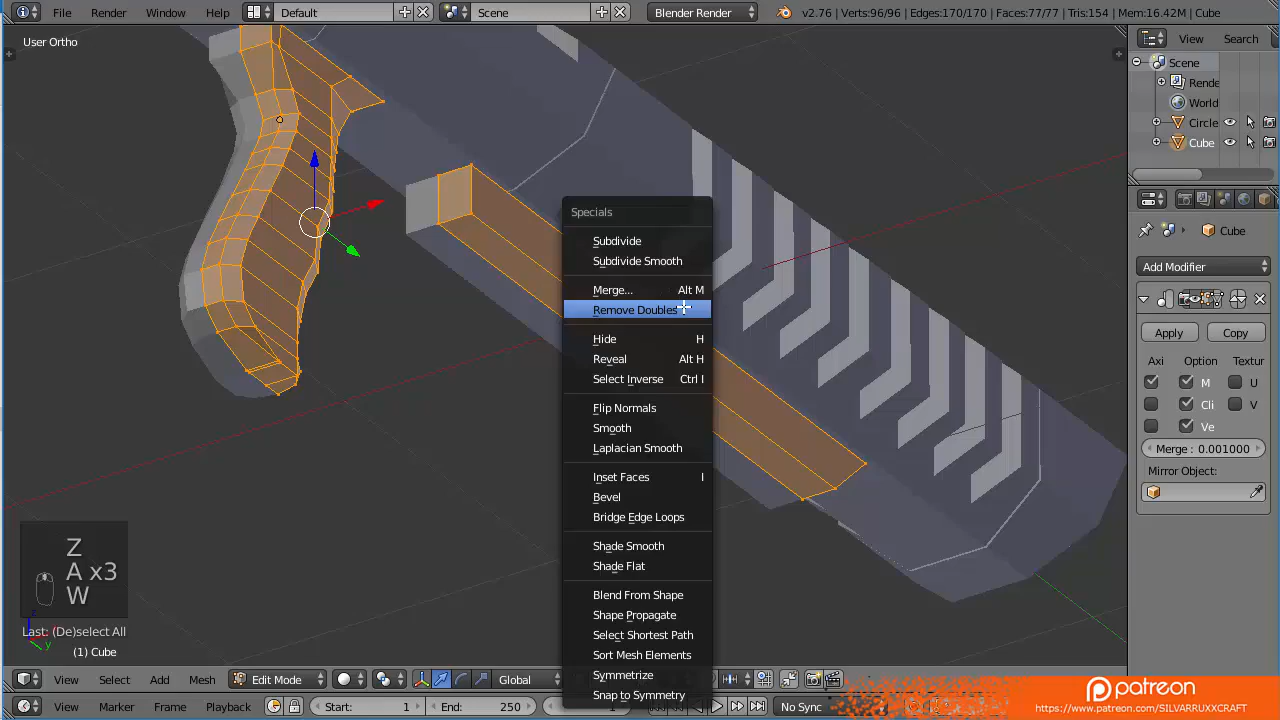 File Render Window Help Default Scene Blender Render v2.76 | Verts:96/96 | Edges:170/170 | Faces:77/77 | Tris:154 | Mem:16.42M | Cube
User Ortho
View Search
Scene
Rende
World
Circle
Cube
Cube
Add Modifier
Apply Copy
Axi Option Textur
M U
Cli V
Ve
Merge: 0.001000
Mirror Object:
Specials
Subdivide
Subdivide Smooth
Merge... Alt M
Remove Doubles
Hide H
Reveal Alt H
Select Inverse Ctrl I
Flip Normals
Smooth
Laplacian Smooth
Inset Faces I
Bevel
Bridge Edge Loops
Shade Smooth
Shade Flat
Blend From Shape
Shape Propagate
Select Shortest Path
Sort Mesh Elements
Symmetrize
Snap to Symmetry
Z
A x3
W
Last: (De)select All
(1) Cube
View Select Add Mesh Edit Mode Global
View Marker Playba Start: 1 End: 250 1 No Sync
patreon
https://www.patreon.com/SILVARRUXXCRAFT